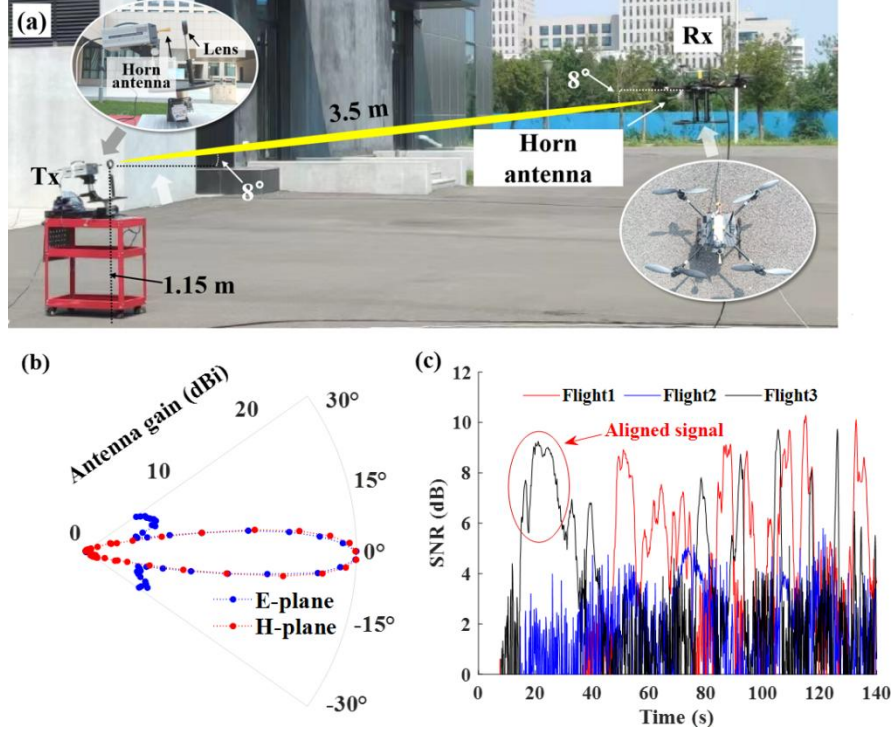 (a)
Lens
Horn
antenna
Rx
8°
3.5 m
Horn
antenna
Tx
8°
1.15 m
(b)
Antenna gain (dBi)
30°
20
10
15°
0
0°
E-plane
H-plane
-15°
-30°
(c)
12
Flight1 Flight2 Flight3
10
Aligned signal
8
6
4
2
0
SNR (dB)
0 20 40 60 80 100 120 140
Time (s)